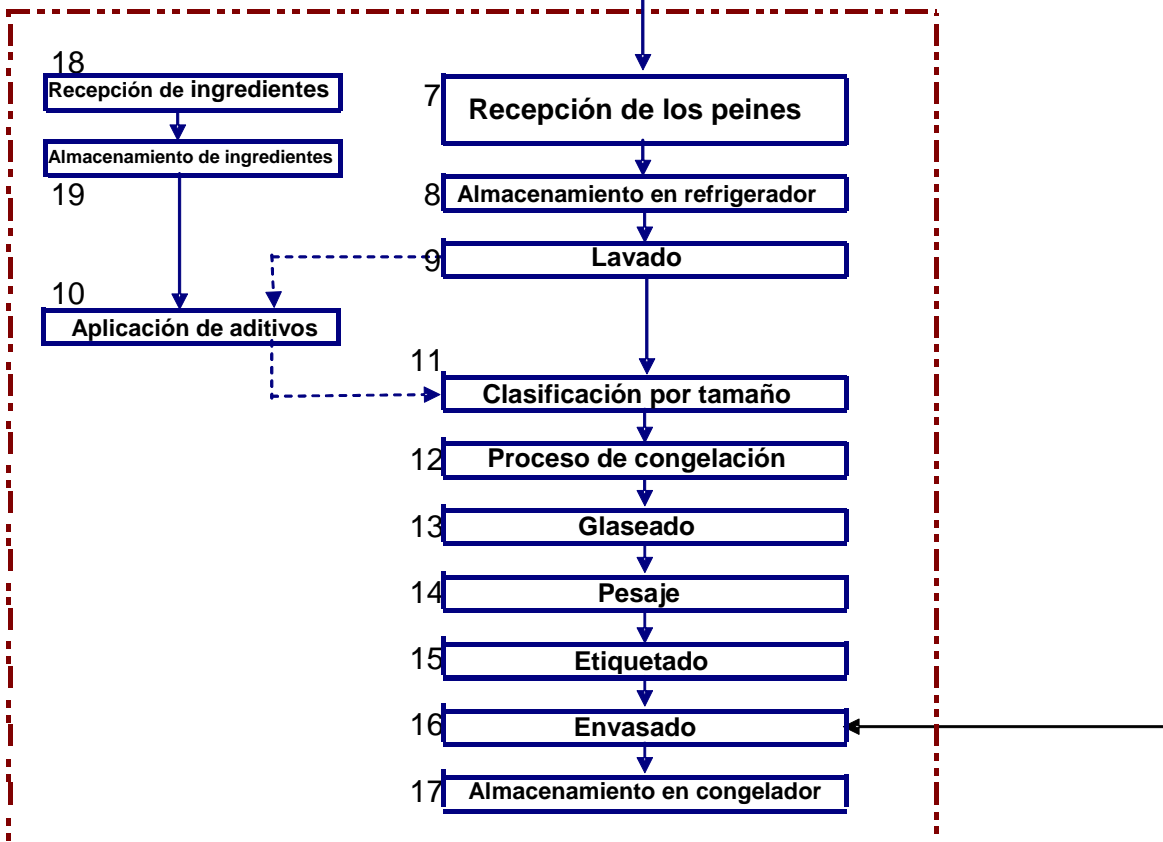 18
Recepción de ingredientes
Almacenamiento de ingredientes
19
10
Aplicación de aditivos
7
Recepción de los peines
8
Almacenamiento en refrigerador
9
Lavado
11
Clasificación por tamaño
12
Proceso de congelación
13
Glaseado
14
Pesaje
15
Etiquetado
16
Envasado
17
Almacenamiento en congelador